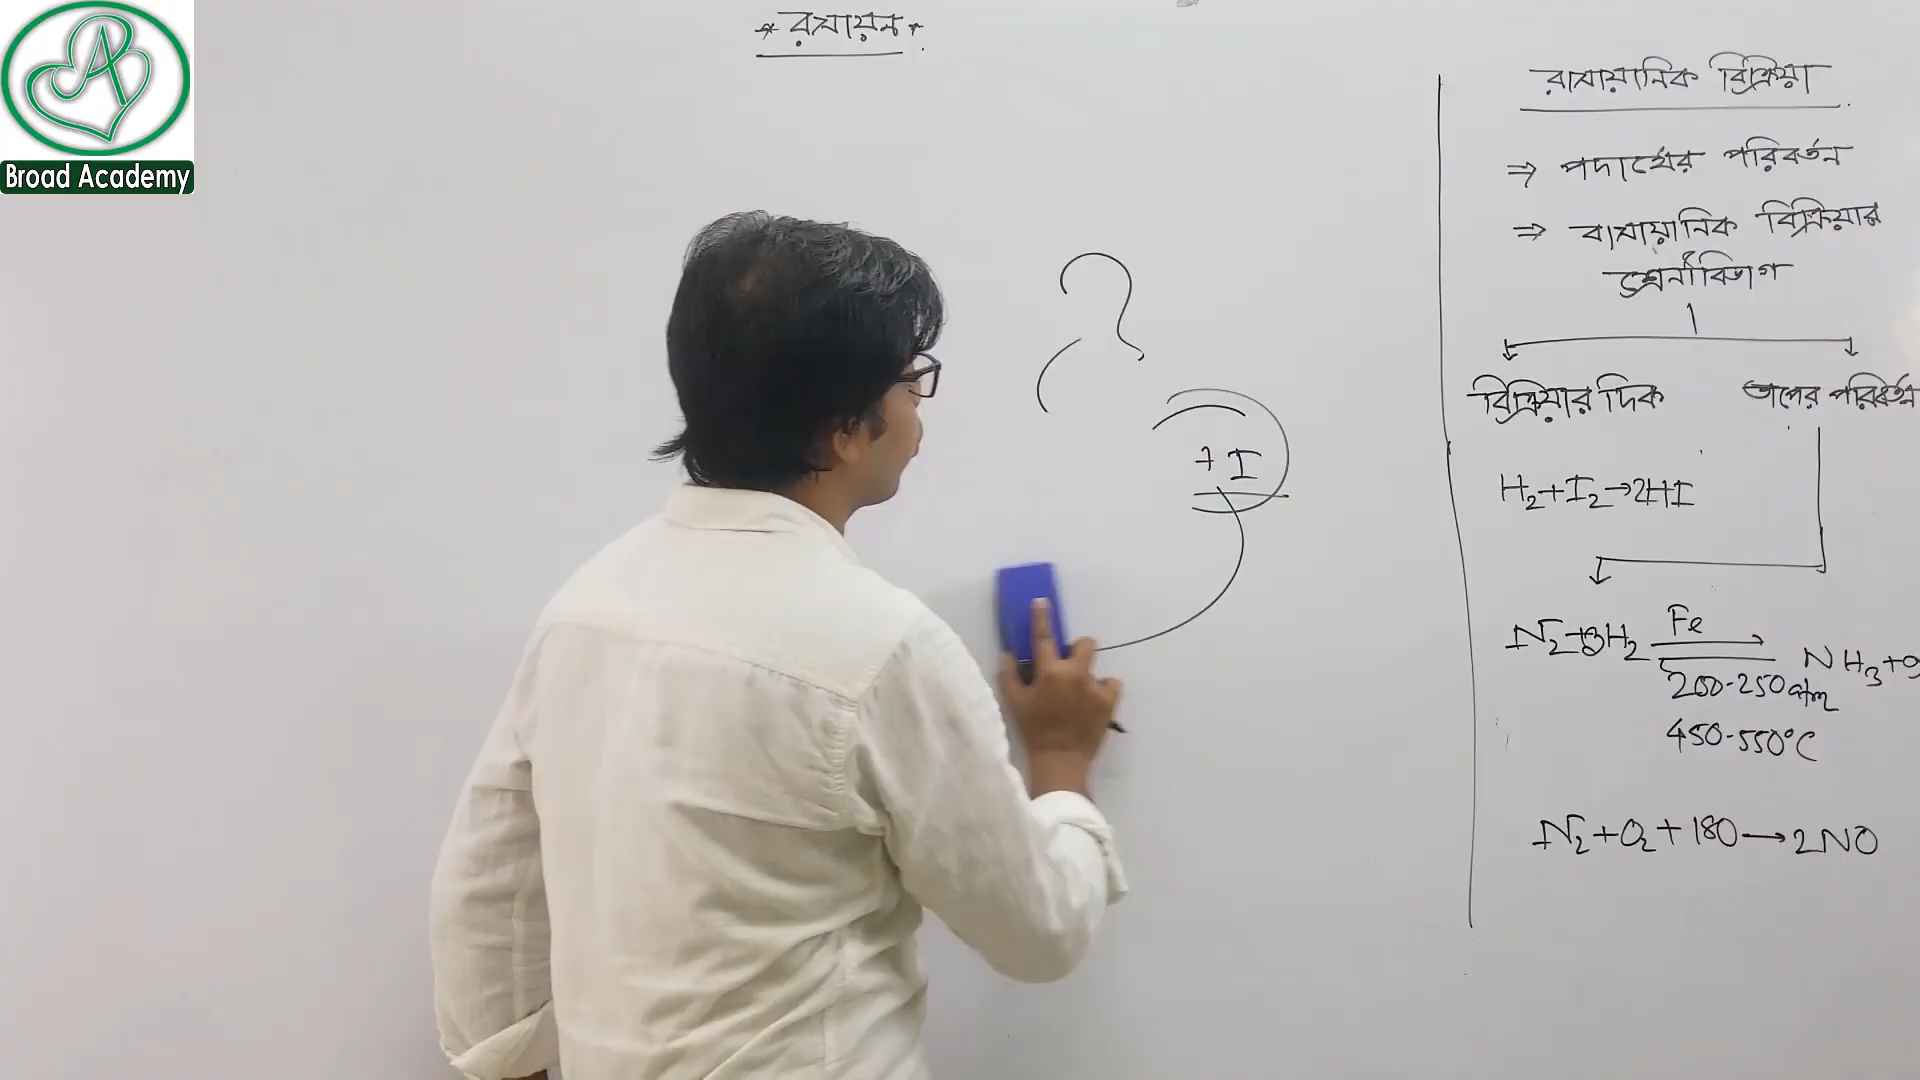 Broad Academy
* রসায়ন *
রাসায়নিক বিক্রিয়া
⇒ পদার্থের পরিবর্তন
⇒ রাসায়নিক বিক্রিয়ার
শ্রেণীবিভাগ
বিক্রিয়ার দিক তাপের পরিবর্তন
+ I
H₂+I₂→2HI
N₂+3H₂ Fe NH₃+9
200-250 atm
450-550°C
N₂+O₂+180→2NO